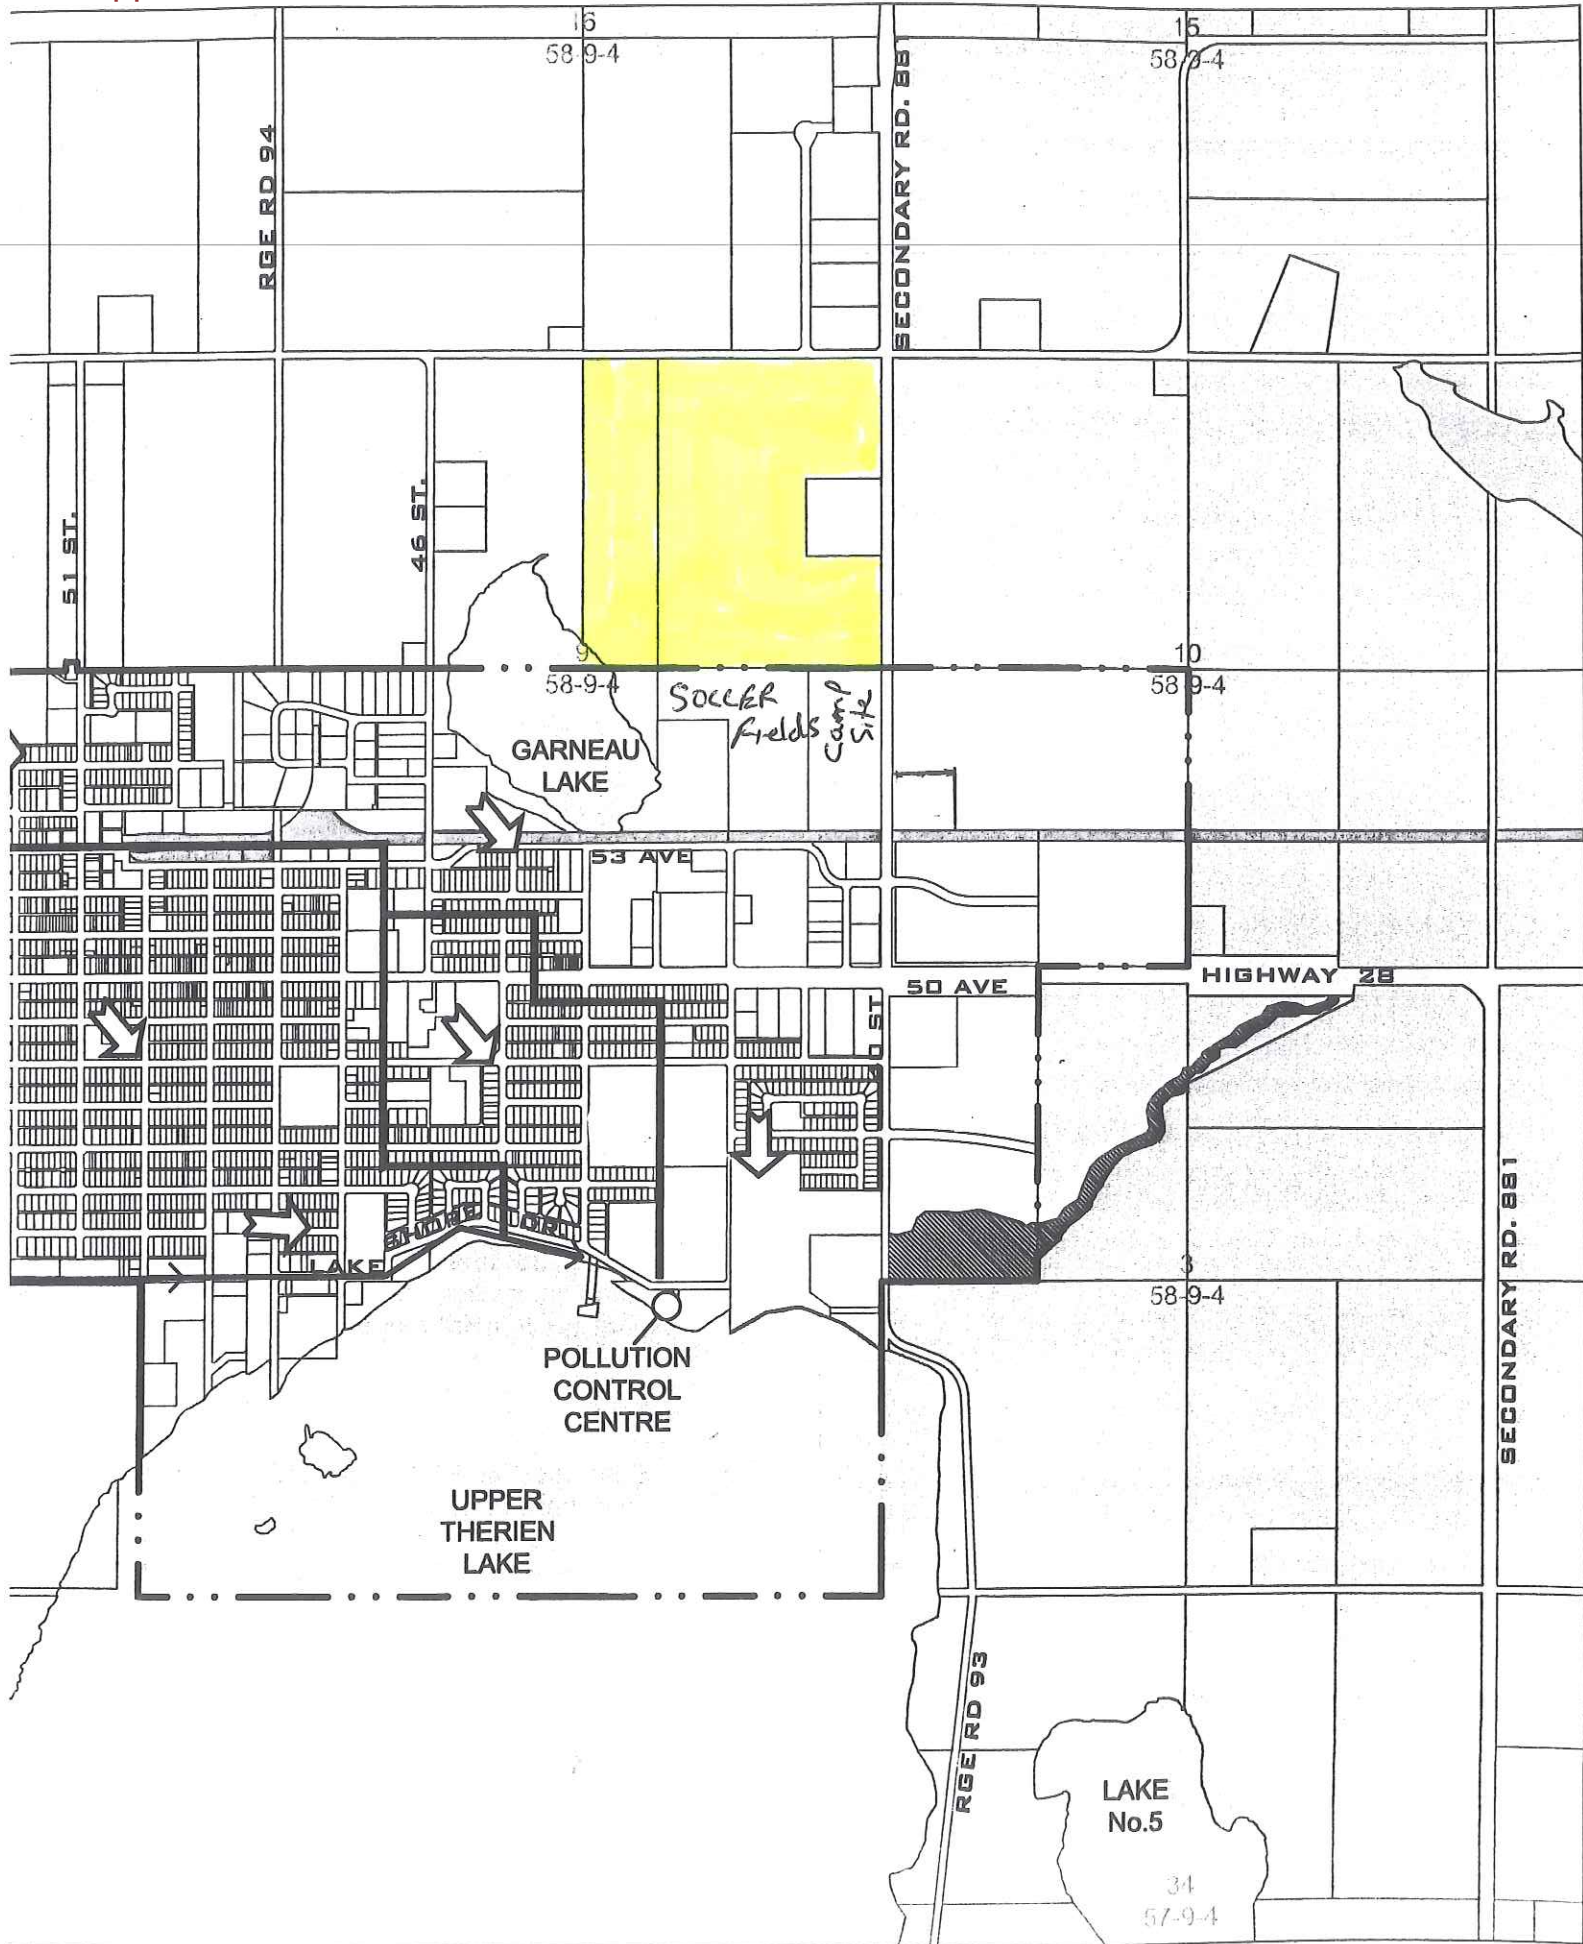 16
58-9-4
15
58-9-4
RGE RD 94
SECONDARY RD. 881
51 ST.
46 ST.
9
58-9-4
10
58-9-4
SOCCER
Fields
Camp
Site
GARNEAU
LAKE
53 AVE
50 AVE
HIGHWAY 28
ST
LAKE
DR
3
58-9-4
SECONDARY RD. 881
POLLUTION
CONTROL
CENTRE
UPPER
THERIEN
LAKE
RGE RD 93
LAKE
No.5
34
57-9-4